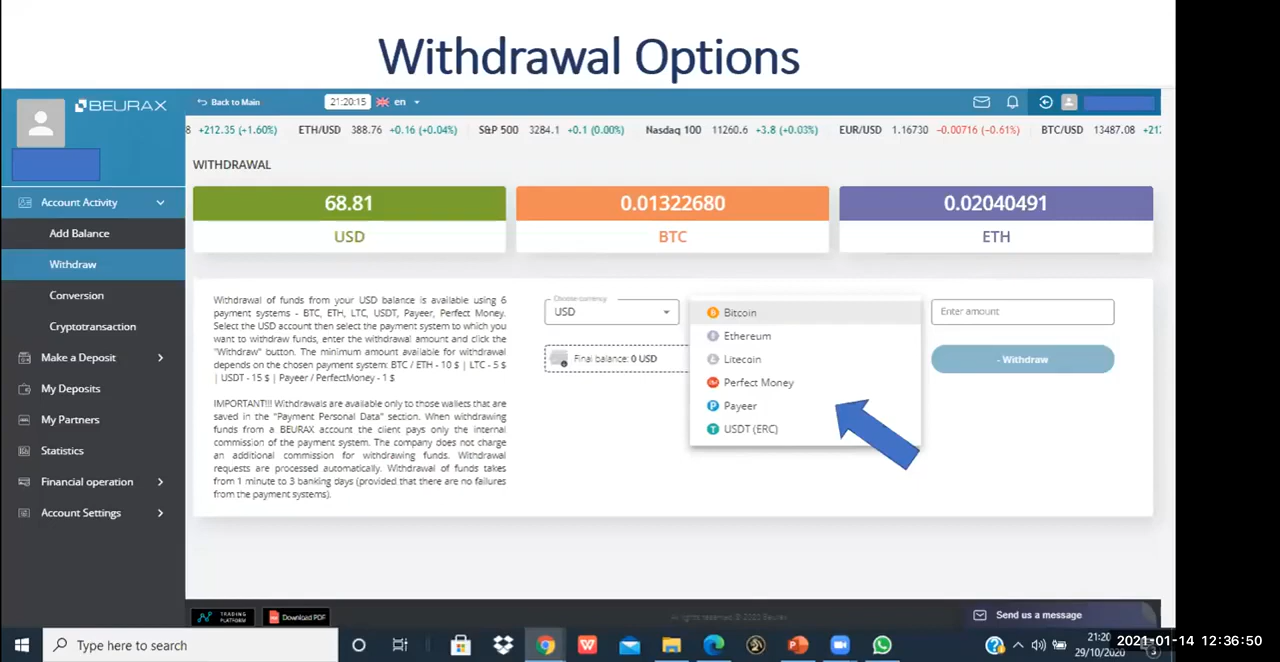 Withdrawal Options
BEURAX
Back to Main
21:20:15
en
8 +212.35 (+1.60%) ETH/USD 388.76 +0.16 (+0.04%) S&P 500 3284.1 +0.1 (0.00%) Nasdaq 100 11260.6 +3.8 (+0.03%) EUR/USD 1.16730 -0.00716 (-0.61%) BTC/USD 13487.08
WITHDRAWAL
68.81
USD
0.01322680
BTC
0.02040491
ETH
Account Activity
Add Balance
Withdraw
Conversion
Cryptotransaction
Make a Deposit
My Deposits
My Partners
Statistics
Financial operation
Account Settings
Withdrawal of funds from your USD balance is available using 6
payment systems - BTC, ETH, LTC, USDT, Payeer, Perfect Money.
Select the USD account then select the payment system to which you
want to withdraw funds, enter the withdrawal amount and click the
"Withdraw" button. The minimum amount available for withdrawal
depends on the chosen payment system: BTC / ETH - 10 $ | LTC - 5 $
| USDT - 15 $ | Payeer / PerfectMoney - 1 $
IMPORTANT!!! Withdrawals are available only to those wallets that are
saved in the "Payment Personal Data" section. When withdrawing
funds from a BEURAX account the client pays only the internal
commission of the payment system. The company does not charge
an additional commission for withdrawing funds. Withdrawal
requests are processed automatically. Withdrawal of funds takes
from 1 minute to 3 banking days (provided that there are no failures
from the payment systems).
Choose currency
USD
Final balance: 0 USD
Bitcoin
Ethereum
Litecoin
Perfect Money
Payeer
USDT (ERC)
Enter amount
- Withdraw
TRADING
PLATFORM
Download PDF
All rights reserved. © 2020 Beurax
Send us a message
Type here to search
21:20
29/10/2020
2021-01-14 12:36:50